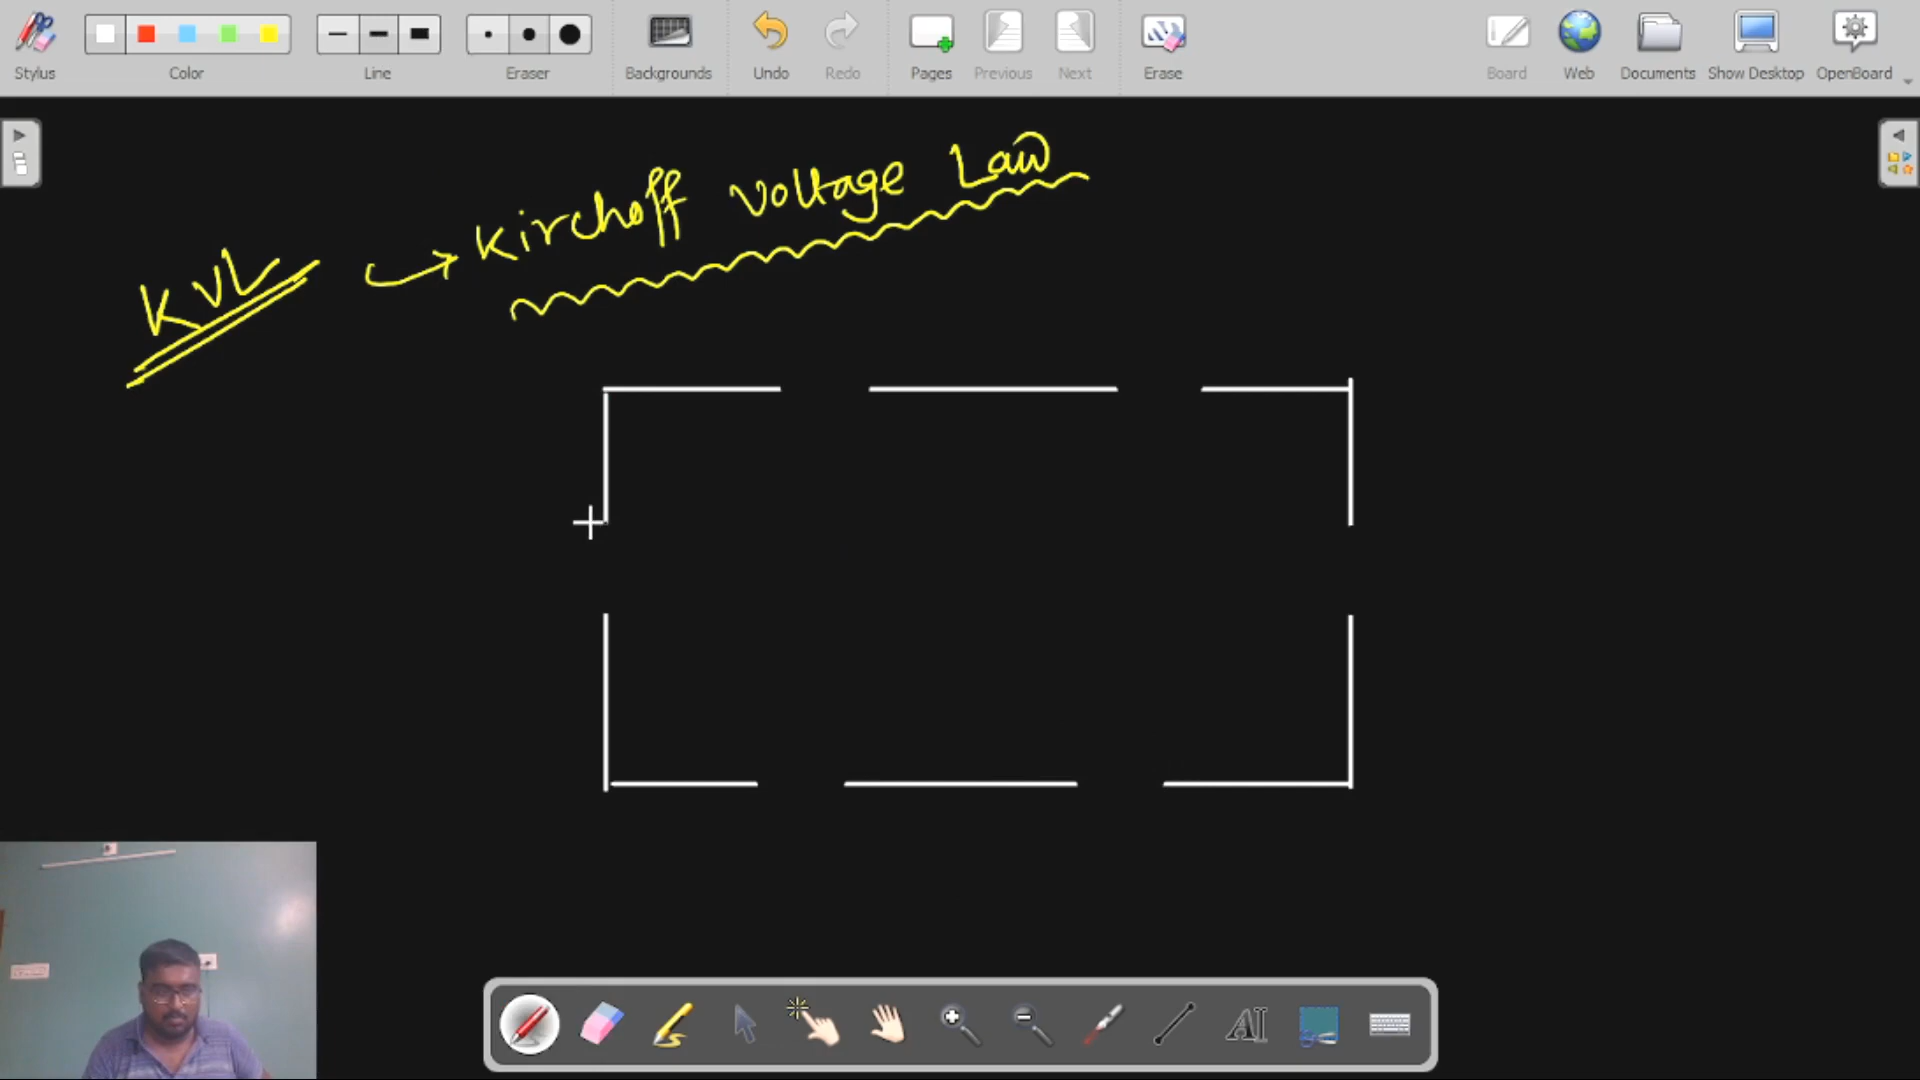 Stylus
Color
Line
Eraser
Backgrounds
Undo
Redo
Pages
Previous
Next
Erase
Board
Web
Documents
Show Desktop
OpenBoard
KVL
Kirchoff Voltage Law
AI